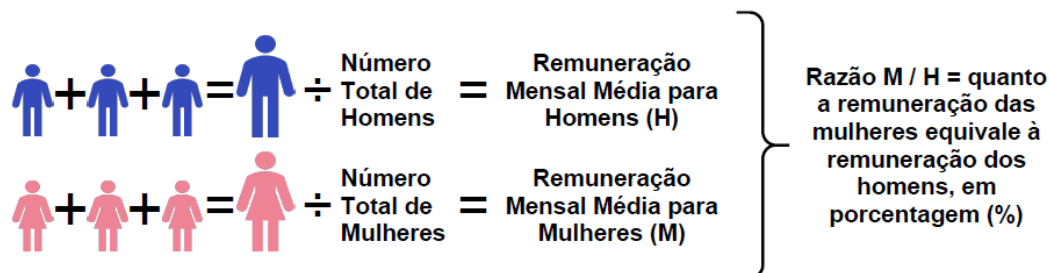 + + + = ÷ Número Total de Homens = Remuneração Mensal Média para Homens (H)
+ + + = ÷ Número Total de Mulheres = Remuneração Mensal Média para Mulheres (M)
Razão M / H = quanto
a remuneração das
mulheres equivale à
remuneração dos
homens, em
porcentagem (%)